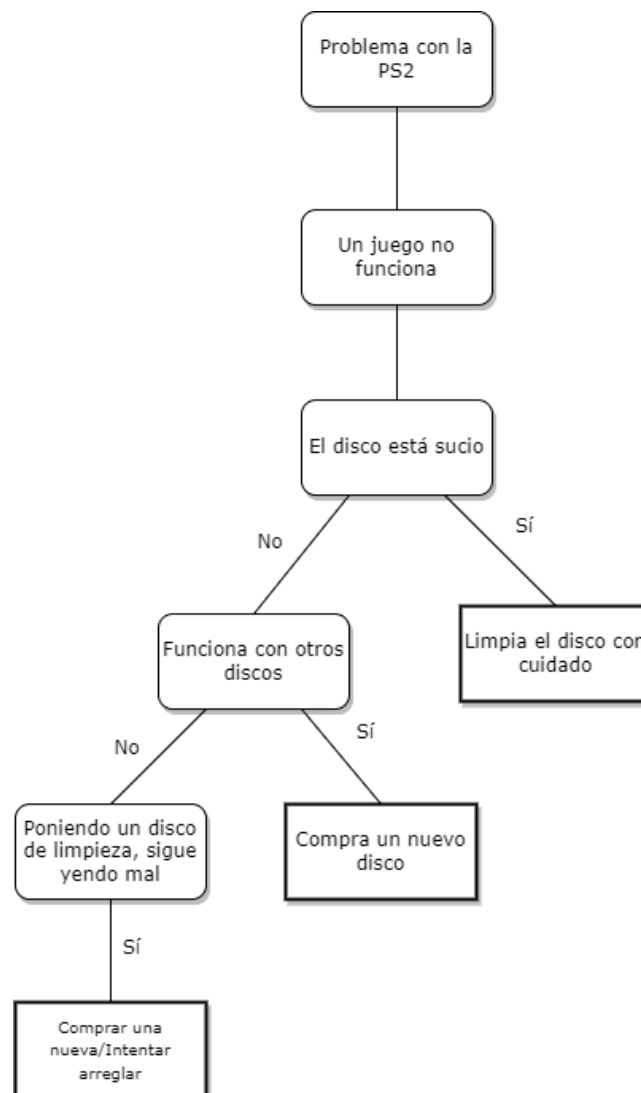 Problema con la
PS2
Un juego no
funciona
El disco está sucio
No
Sí
Funciona con otros
discos
Limpia el disco con
cuidado
No
Sí
Poniendo un disco
de limpieza, sigue
yendo mal
Compra un nuevo
disco
Sí
Comprar una
nueva/Intentar
arreglar